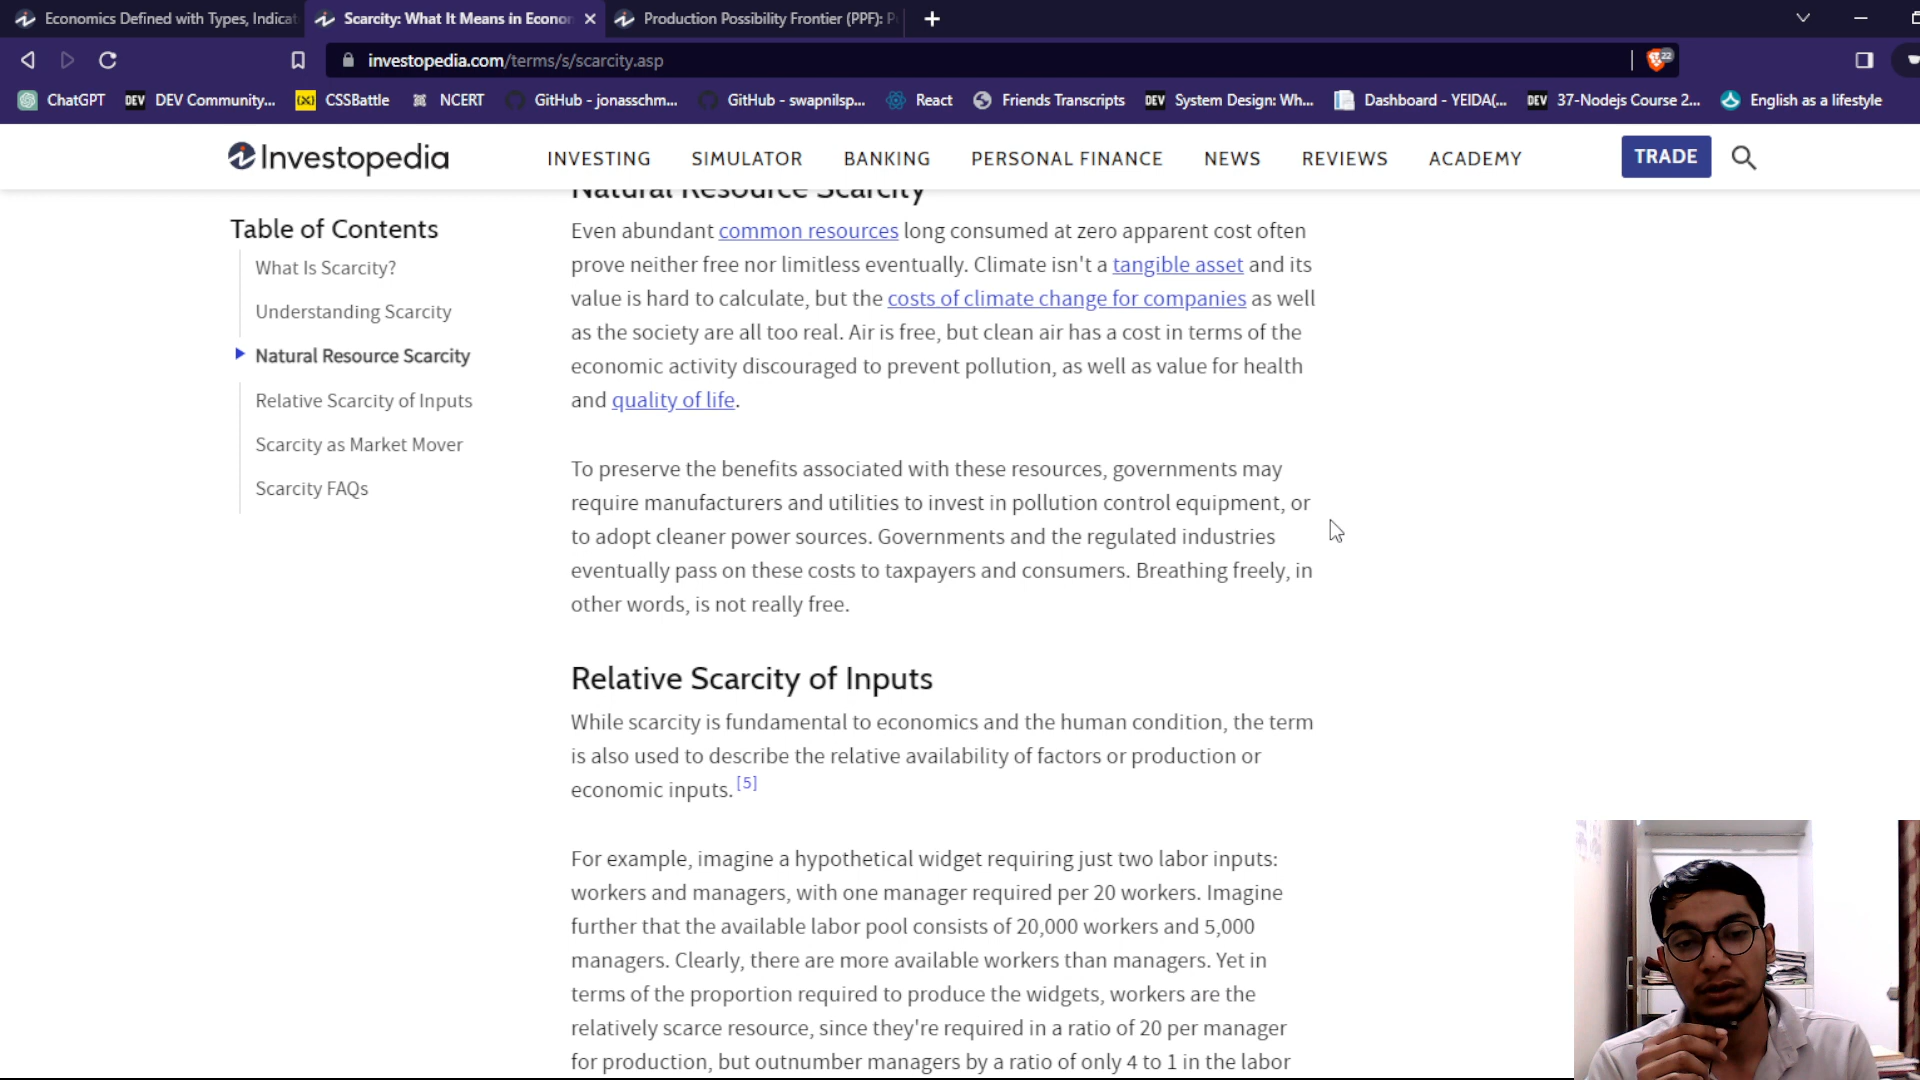 Economics Defined with Types, Indicat
Scarcity: What It Means in Econor
Production Possibility Frontier (PPF): P
investopedia.com/terms/s/scarcity.asp
22
ChatGPT
DEV DEV Community...
CSSBattle
NCERT
GitHub - jonasschm...
GitHub - swapnilsp...
React
Friends Transcripts
DEV System Design: Wh...
Dashboard - YEIDA(...
DEV 37-Nodejs Course 2...
English as a lifestyle
Investopedia
INVESTING
SIMULATOR
BANKING
PERSONAL FINANCE
NEWS
REVIEWS
ACADEMY
TRADE
Table of Contents
What Is Scarcity?
Understanding Scarcity
Natural Resource Scarcity
Relative Scarcity of Inputs
Scarcity as Market Mover
Scarcity FAQs
Natural Resource Scarcity
Even abundant common resources long consumed at zero apparent cost often
prove neither free nor limitless eventually. Climate isn't a tangible asset and its
value is hard to calculate, but the costs of climate change for companies as well
as the society are all too real. Air is free, but clean air has a cost in terms of the
economic activity discouraged to prevent pollution, as well as value for health
and quality of life.
To preserve the benefits associated with these resources, governments may
require manufacturers and utilities to invest in pollution control equipment, or
to adopt cleaner power sources. Governments and the regulated industries
eventually pass on these costs to taxpayers and consumers. Breathing freely, in
other words, is not really free.
Relative Scarcity of Inputs
While scarcity is fundamental to economics and the human condition, the term
is also used to describe the relative availability of factors or production or
economic inputs. [5]
For example, imagine a hypothetical widget requiring just two labor inputs:
workers and managers, with one manager required per 20 workers. Imagine
further that the available labor pool consists of 20,000 workers and 5,000
managers. Clearly, there are more available workers than managers. Yet in
terms of the proportion required to produce the widgets, workers are the
relatively scarce resource, since they're required in a ratio of 20 per manager
for production, but outnumber managers by a ratio of only 4 to 1 in the labor